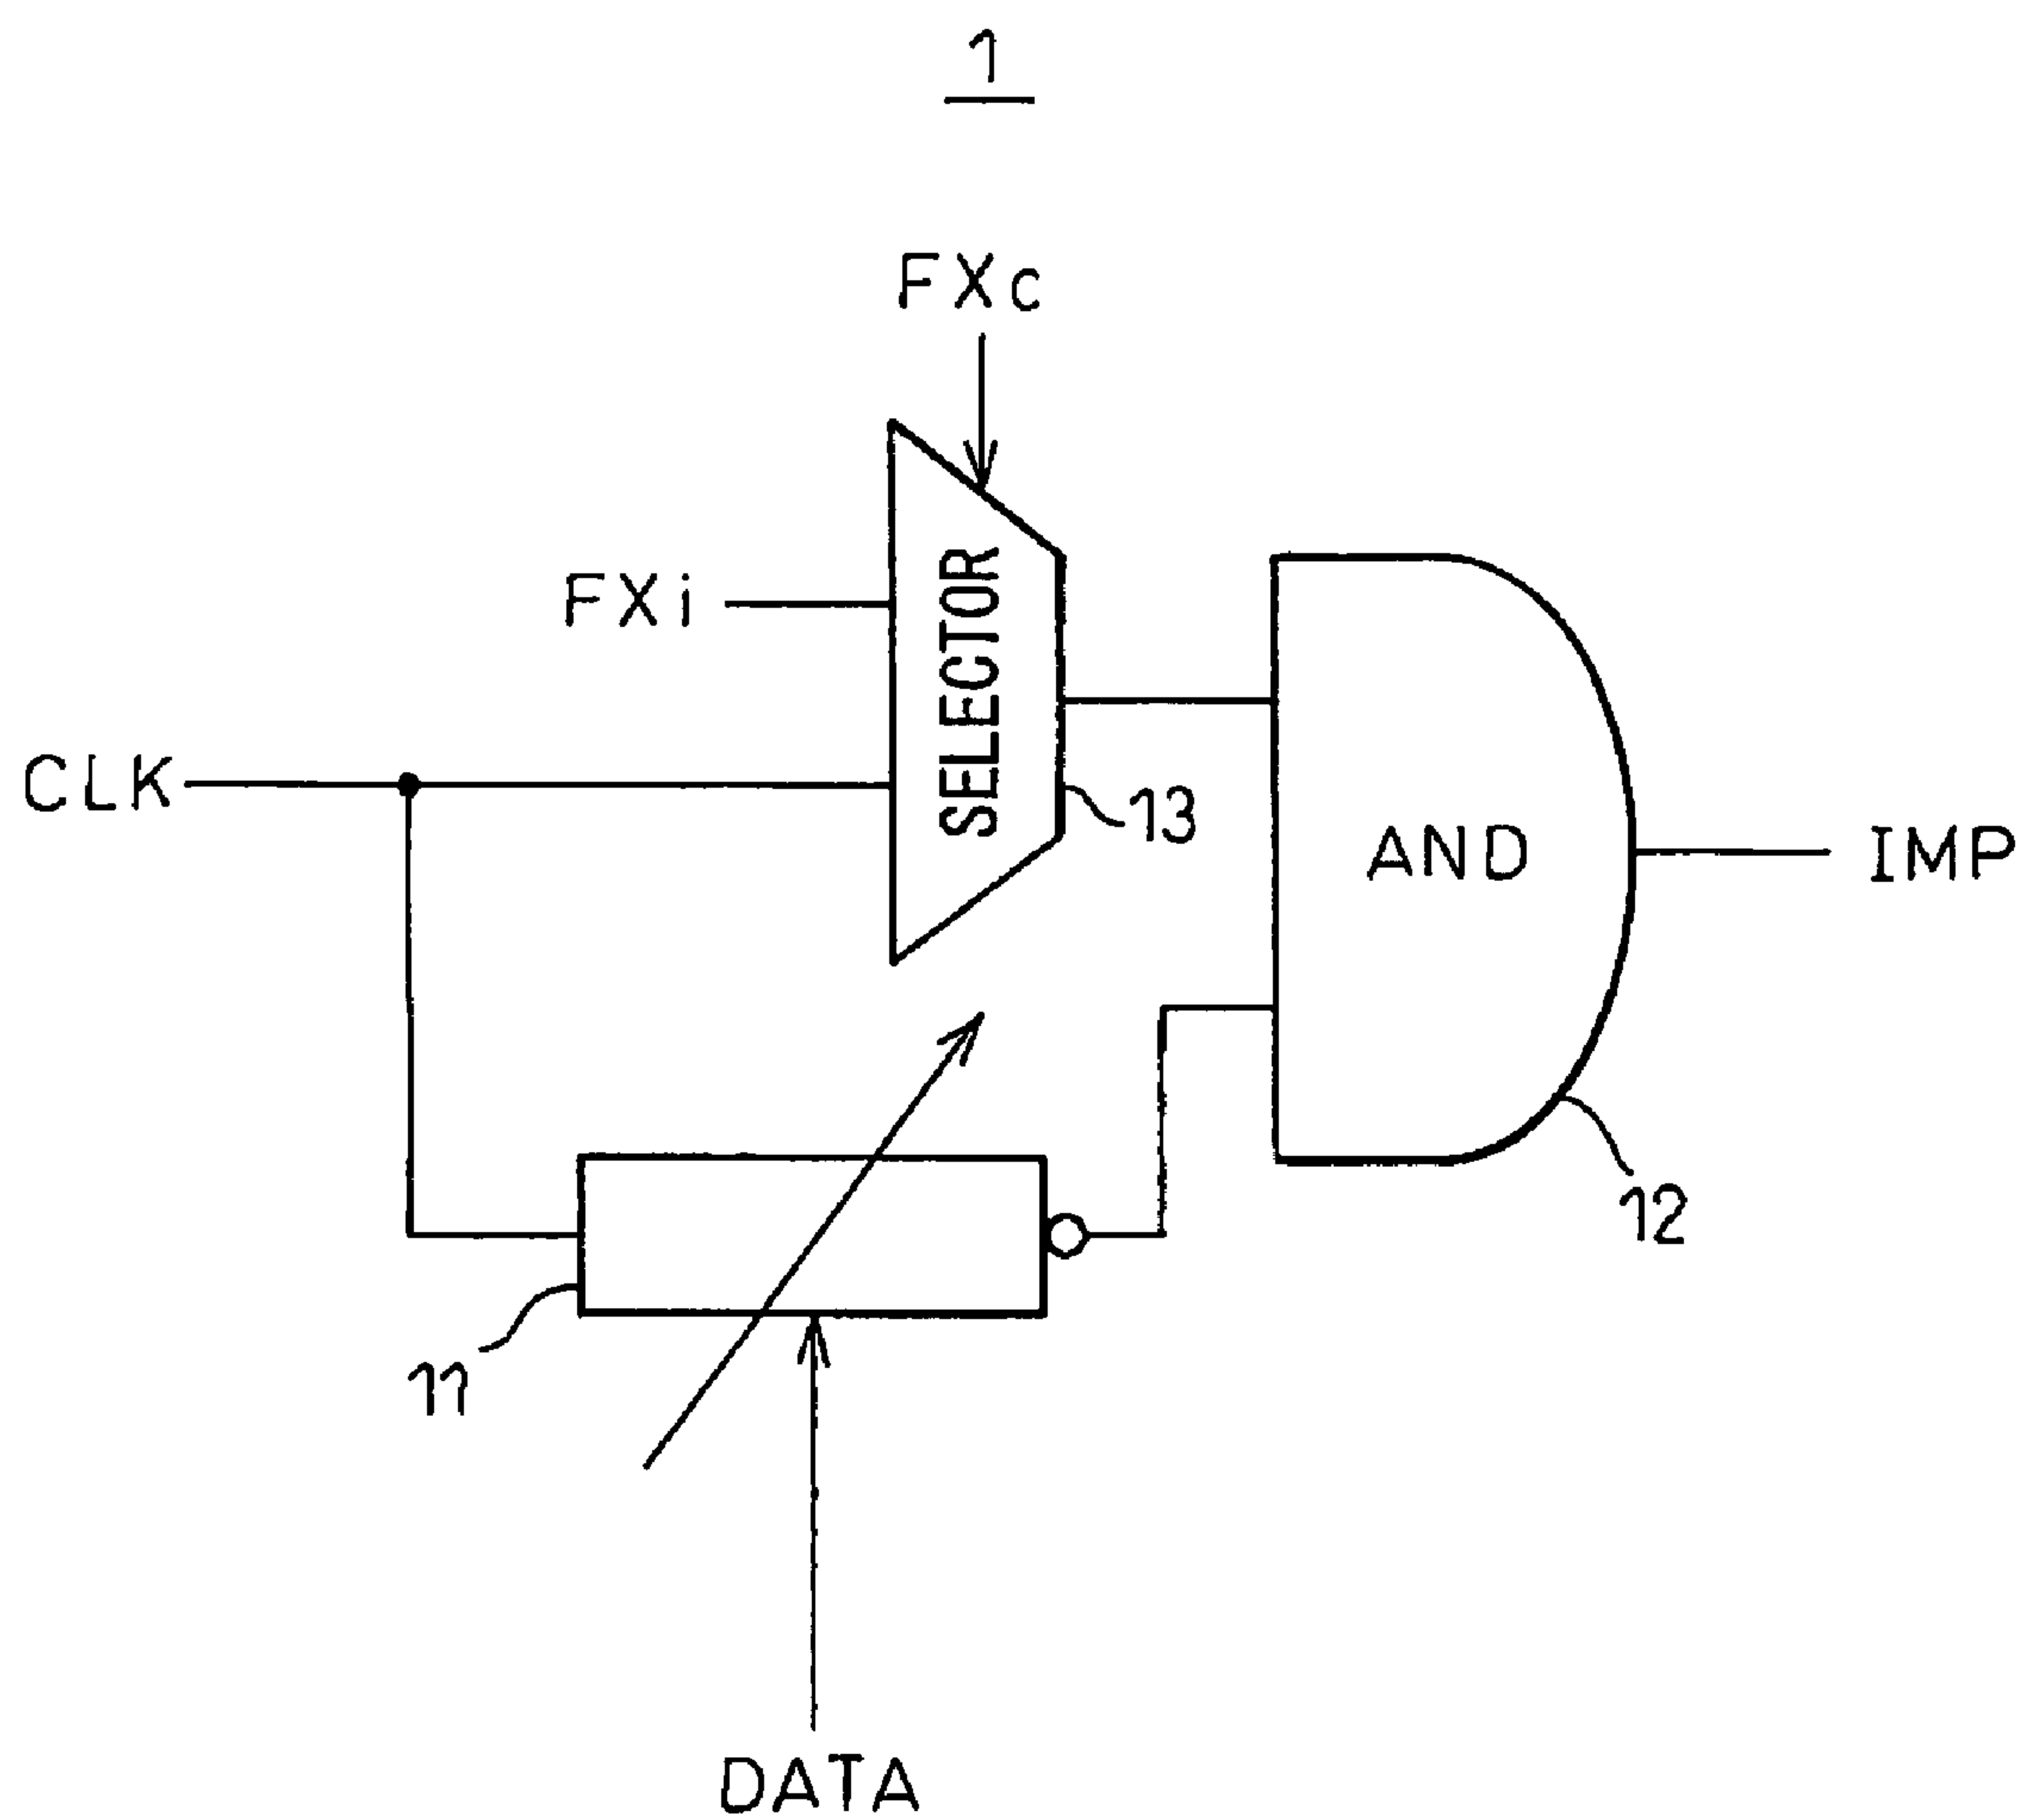 1
FXc
FXi
SELECTOR
CLK
13
AND
IMP
12
11
DATA